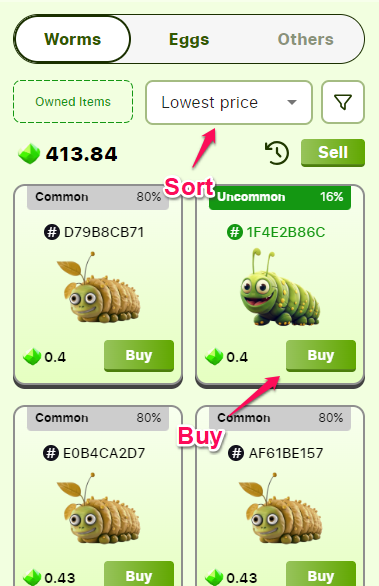 Worms Eggs Others
Owned Items Lowest price
413.84 Sell
Sort
Common 80% Uncommon 16%
# D79B8CB71 # 1F4E2B86C
0.4 Buy 0.4 Buy
Buy
Common 80% Common 80%
# E0B4CA2D7 # AF61BE157
0.43 Buy 0.43 Buy